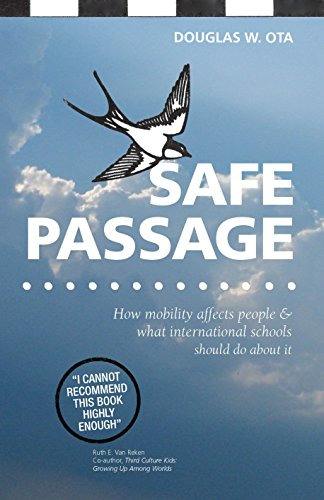 DOUGLAS W. OTA
SAFE
PASSAGE
How mobility affects people &
what international schools
should do about it
"I CANNOT
RECOMMEND
THIS BOOK
HIGHLY
ENOUGH"
Ruth E. Van Reken
Co-author, Third Culture Kids:
Growing Up Among Worlds